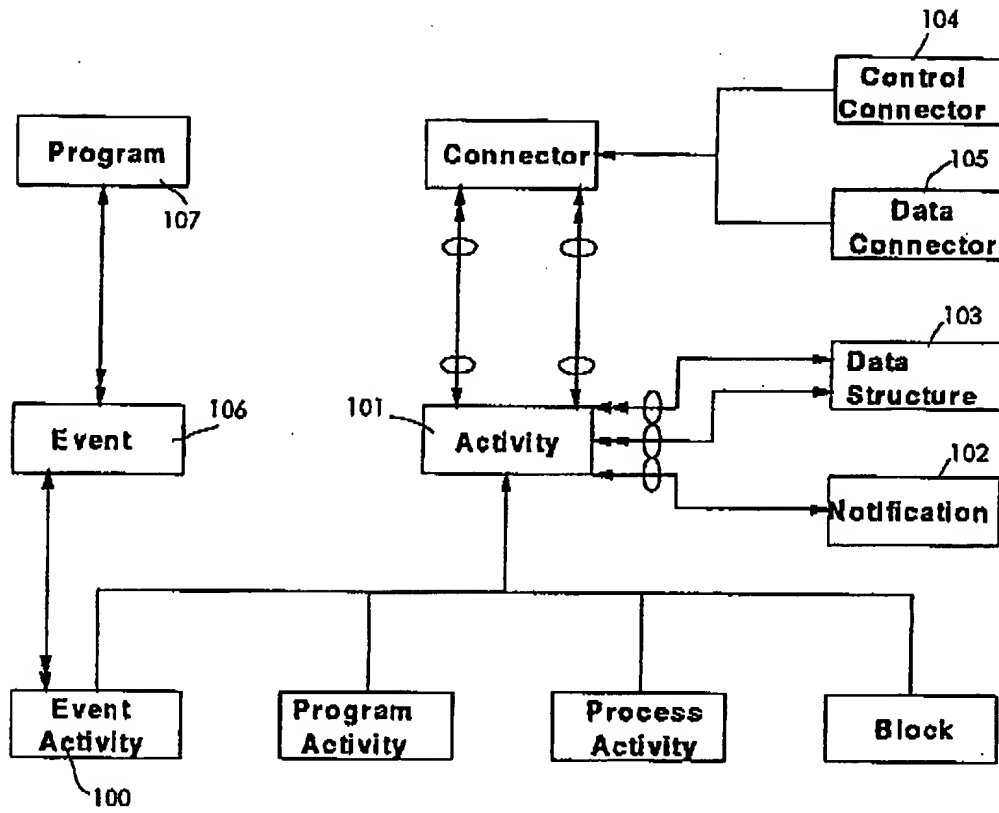 104
Control
Connector
Program
107
Connector
105
Data
Connector
103
Data
Structure
106
Event
101
Activity
102
Notification
Event
Activity
100
Program
Activity
Process
Activity
Block